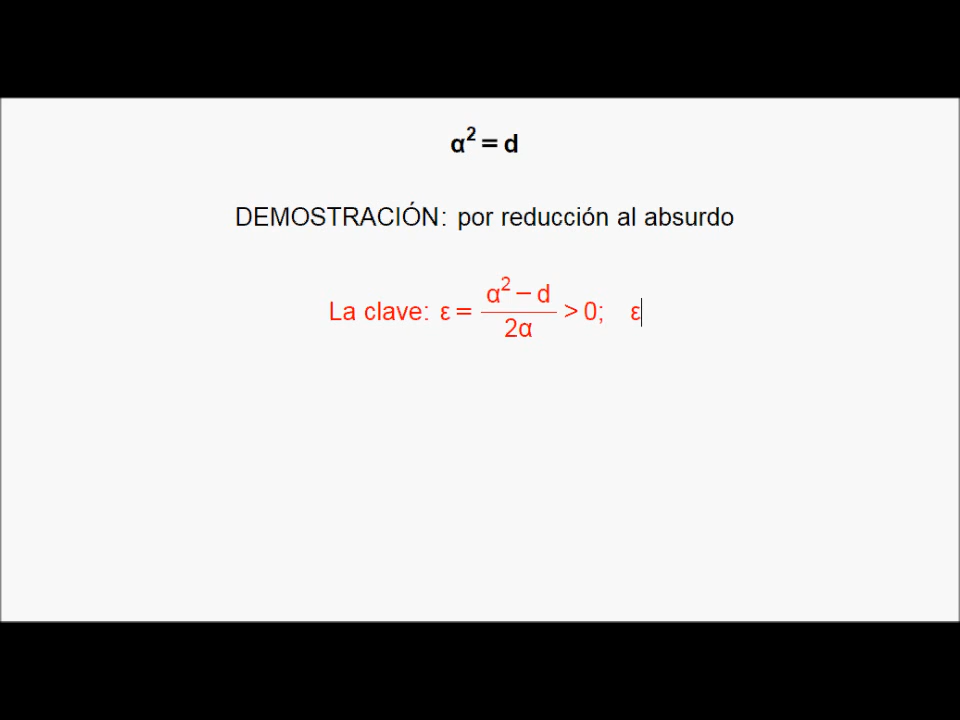 α² = d
DEMOSTRACIÓN: por reducción al absurdo
La clave: ε = (α² − d)/(2α) > 0; ε